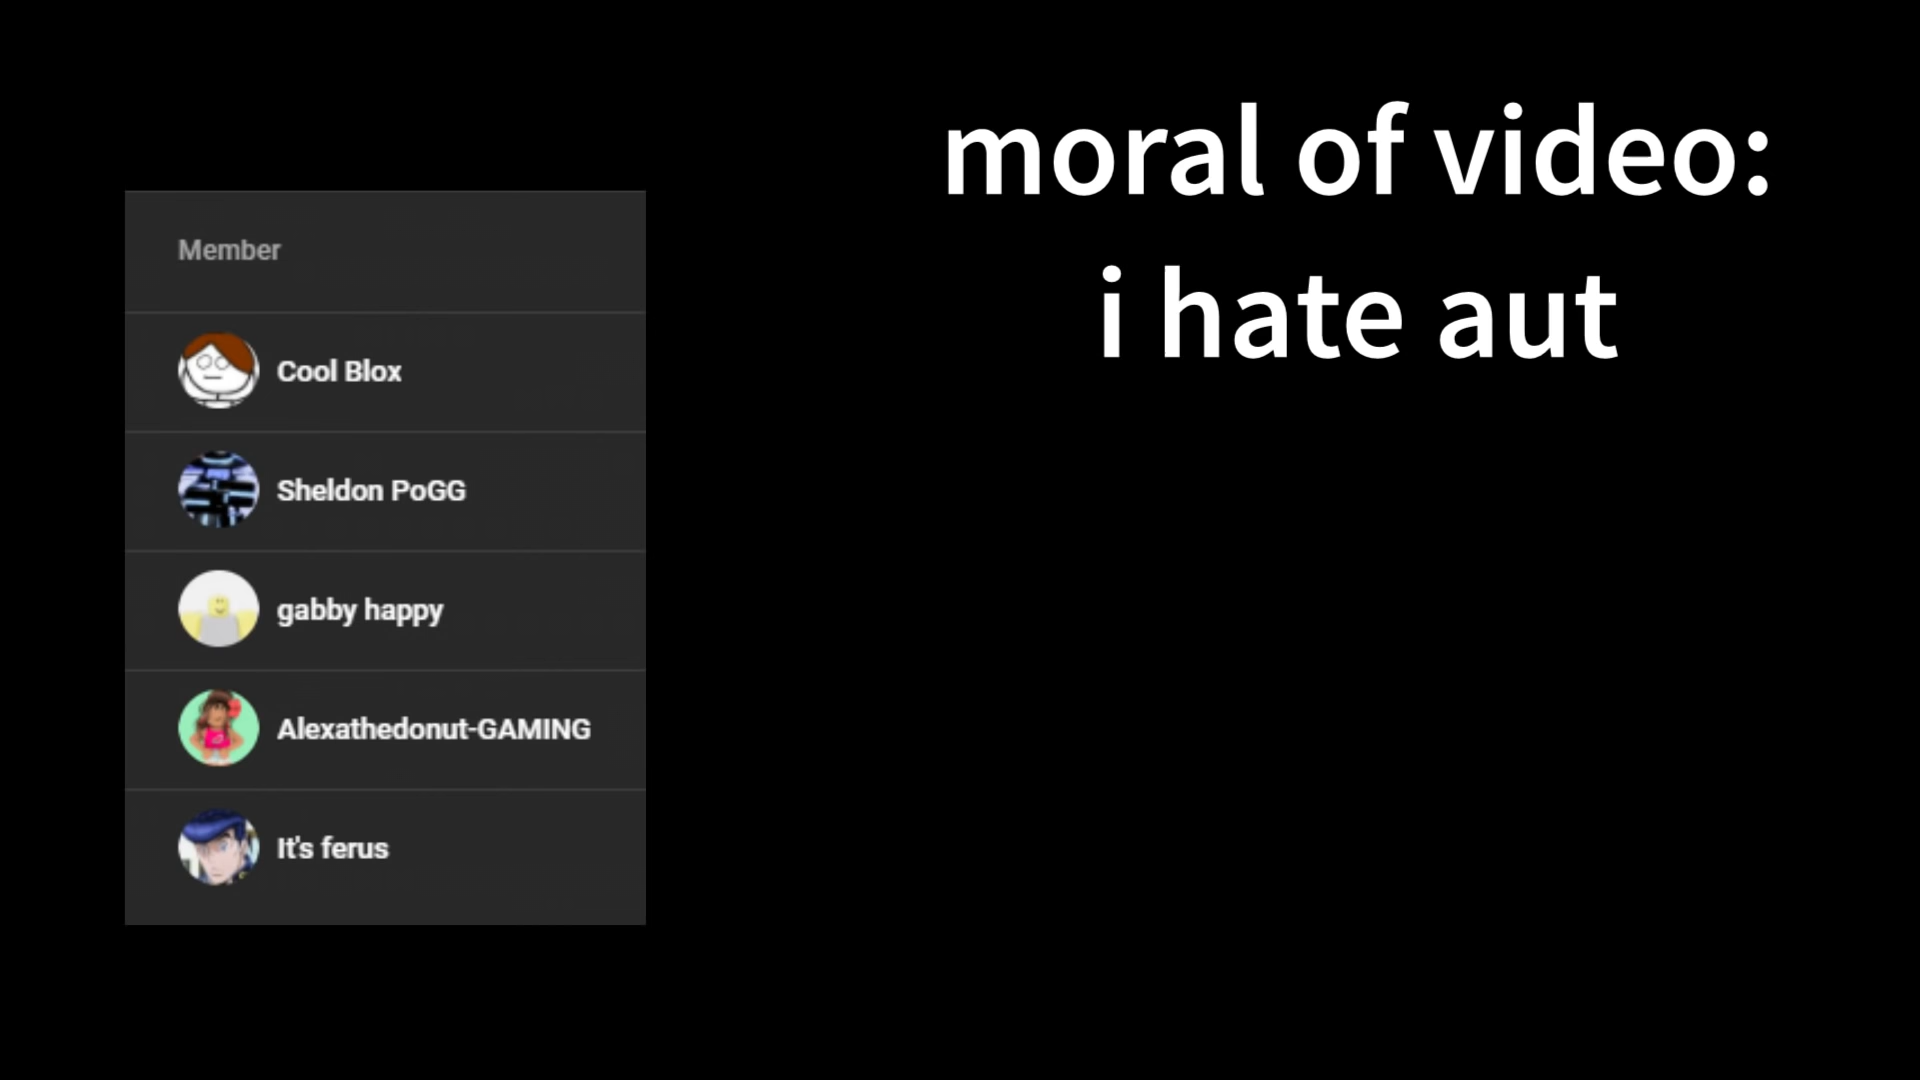 Member
Cool Blox
Sheldon PoGG
gabby happy
Alexathedonut-GAMING
It's ferus
moral of video:
i hate aut